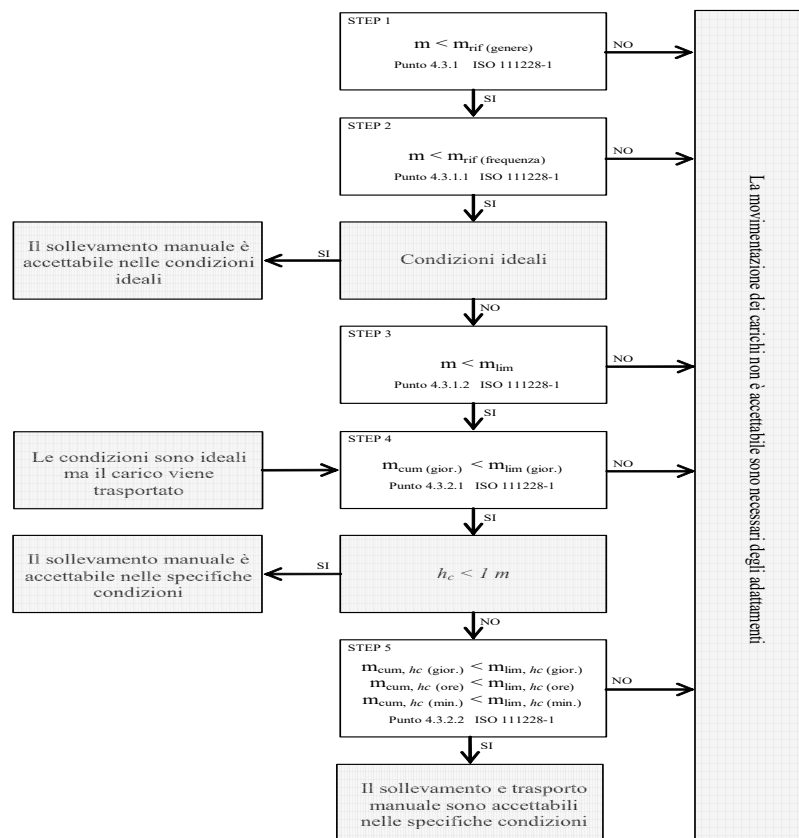 STEP 1
m < mrif (genere)
Punto 4.3.1 ISO 111228-1
NO
SI
STEP 2
m < mrif (frequenza)
Punto 4.3.1.1 ISO 111228-1
NO
SI
Il sollevamento manuale è
accettabile nelle condizioni
ideali
SI
Condizioni ideali
NO
STEP 3
m < mlim
Punto 4.3.1.2 ISO 111228-1
NO
SI
Le condizioni sono ideali
ma il carico viene
trasportato
STEP 4
mcum (gior.) < mlim (gior.)
Punto 4.3.2.1 ISO 111228-1
NO
SI
Il sollevamento manuale è
accettabile nelle specifiche
condizioni
SI
hc < 1 m
NO
STEP 5
mcum, hc (gior.) < mlim, hc (gior.)
mcum, hc (ore) < mlim, hc (ore)
mcum, hc (min.) < mlim, hc (min.)
Punto 4.3.2.2 ISO 111228-1
NO
SI
Il sollevamento e trasporto
manuale sono accettabili
nelle specifiche condizioni
La movimentazione dei carichi non è accettabile sono necessari degli adattamenti